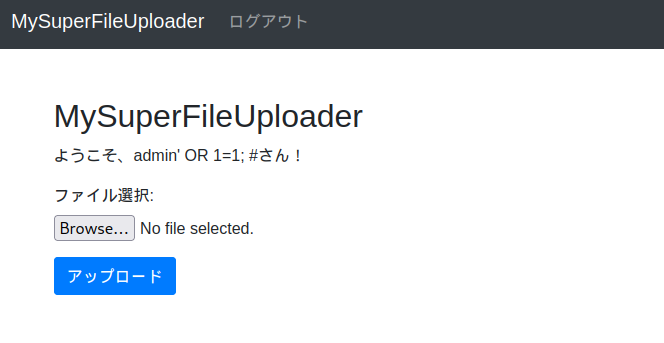 MySuperFileUploader ログアウト
MySuperFileUploader
ようこそ、admin' OR 1=1; #さん！
ファイル選択:
Browse... No file selected.
アップロード